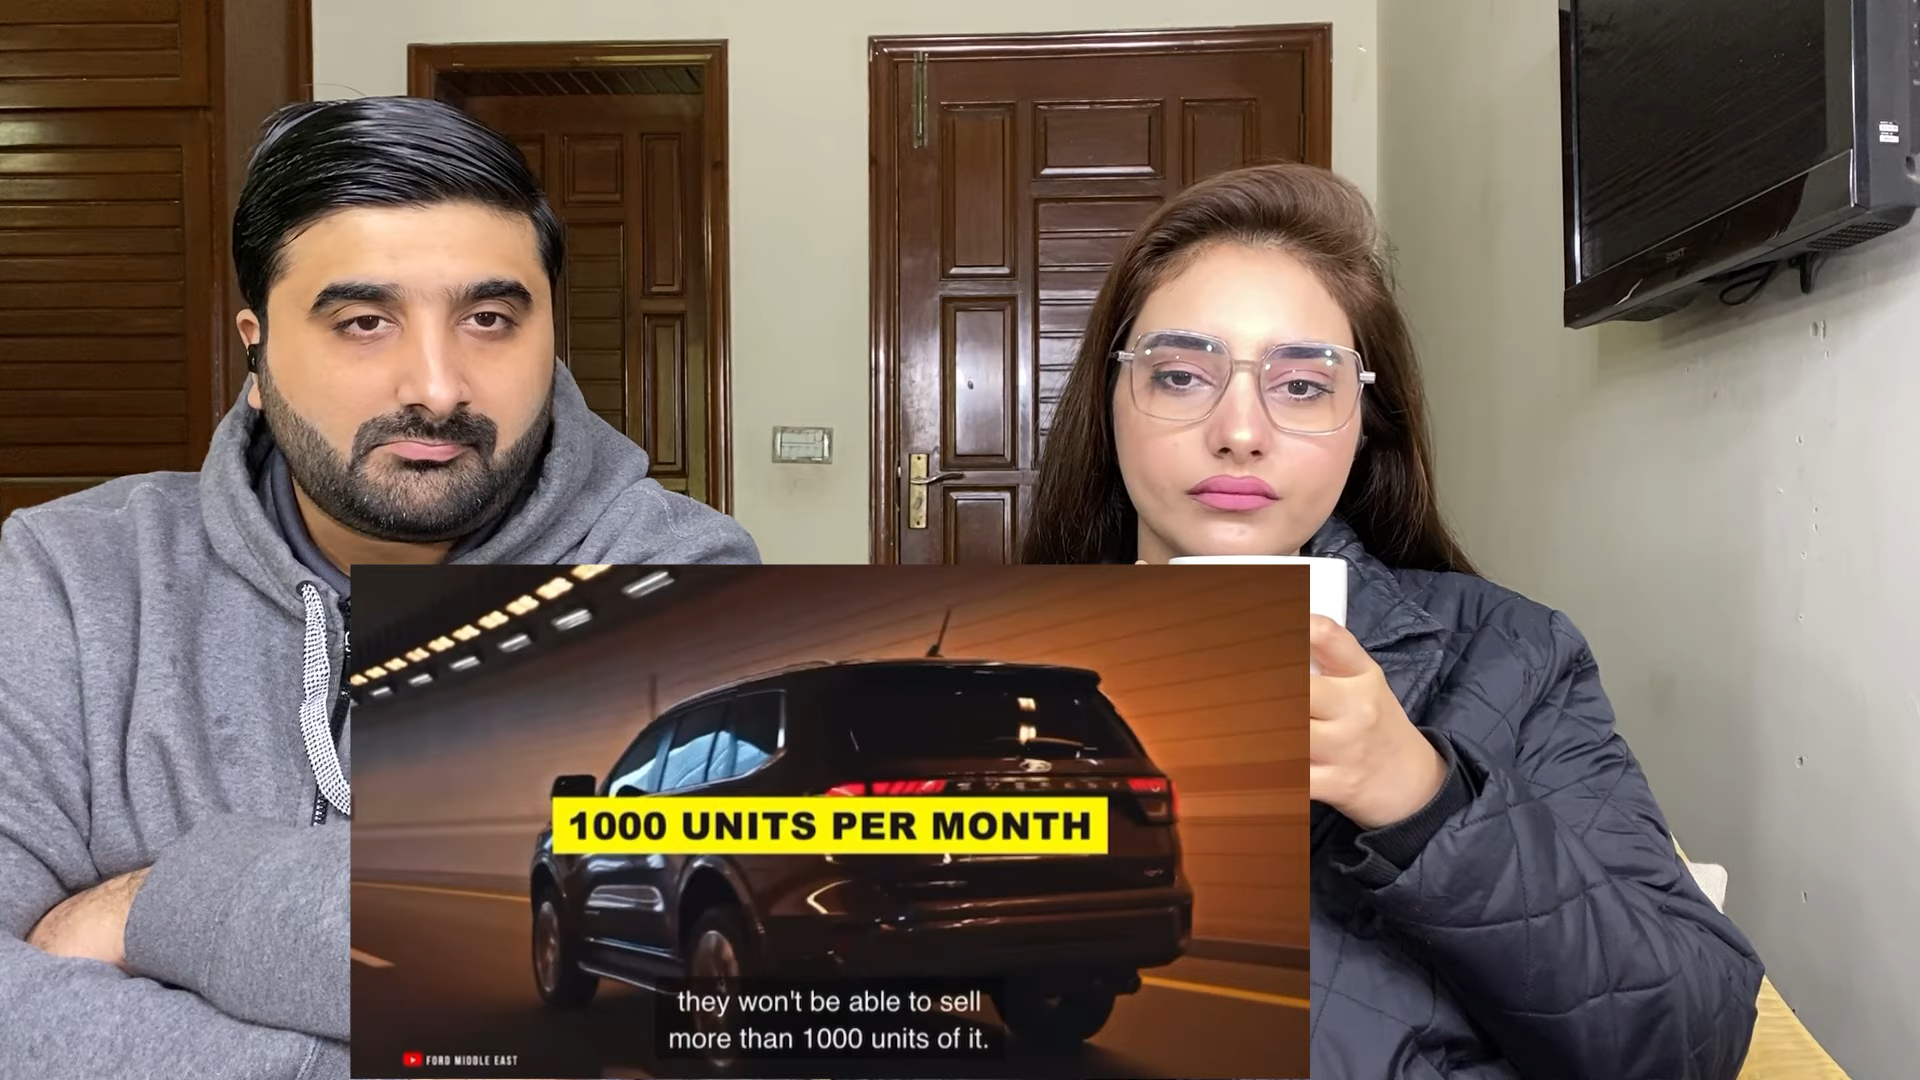 SONY
1000 UNITS PER MONTH
they won't be able to sell
more than 1000 units of it.
FORD MIDDLE EAST